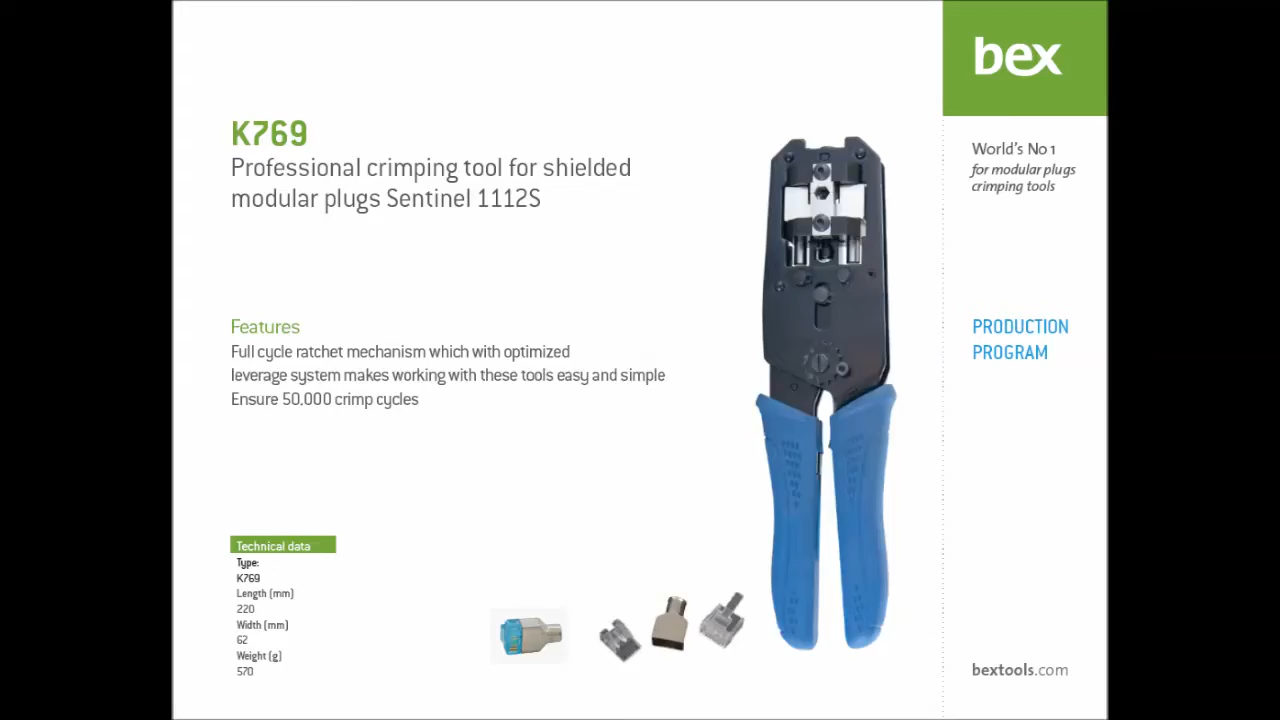 bex
K769
Professional crimping tool for shielded
modular plugs Sentinel 1112S
World's No 1
for modular plugs
crimping tools
Features
Full cycle ratchet mechanism which with optimized
leverage system makes working with these tools easy and simple
Ensure 50,000 crimp cycles
PRODUCTION
PROGRAM
Technical data
Type:
K769
Length (mm)
220
Width (mm)
62
Weight (g)
570
bextools.com